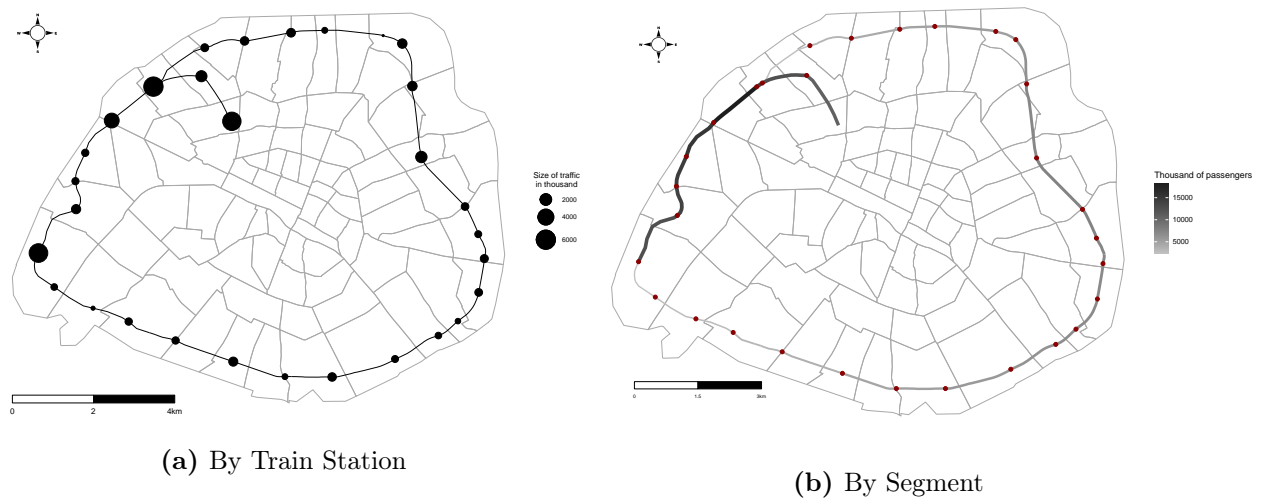 N
W E
S
Size of traffic
in thousand
2000
4000
6000
0 2 4km
(a) By Train Station
N
W E
S
Thousand of passengers
15000
10000
5000
0 1.5 3km
(b) By Segment